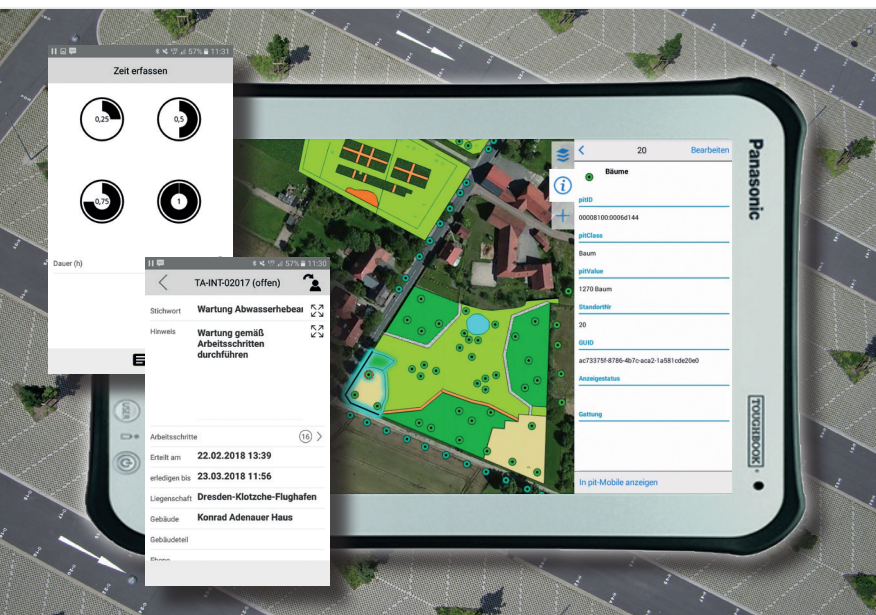 57% 11:31
Zeit erfassen
0,25
0,5
0,75
1
Dauer (h)
57% 11:30
TA-INT-02017 (offen)
Stichwort Wartung Abwasserhebear
Hinweis Wartung gemäß
Arbeitsschritten
durchführen
Arbeitsschritte 16
Erteilt am 22.02.2018 13:39
erledigen bis 23.03.2018 11:56
Liegenschaft Dresden-Klotzche-Flughafen
Gebäude Konrad Adenauer Haus
Gebäudeteil
Ebene
20 Bearbeiten
Bäume
pitID
00008100:0006d144
pitClass
Baum
pitValue
1270 Baum
StandortNr
20
GUID
ac73375f-8786-4b7c-aca2-1a581cde20e0
Anzeigestatus
Gattung
In pit-Mobile anzeigen
Panasonic
TOUGHBOOK
USER